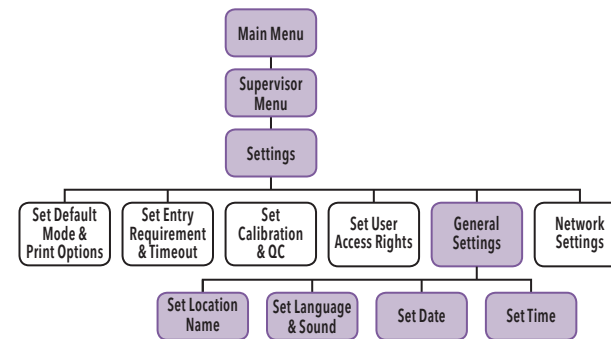 Main Menu
Supervisor
Menu
Settings
Set Default
Mode &
Print Options
Set Entry
Requirement
& Timeout
Set
Calibration
& QC
Set User
Access Rights
General
Settings
Network
Settings
Set Location
Name
Set Language
& Sound
Set Date
Set Time